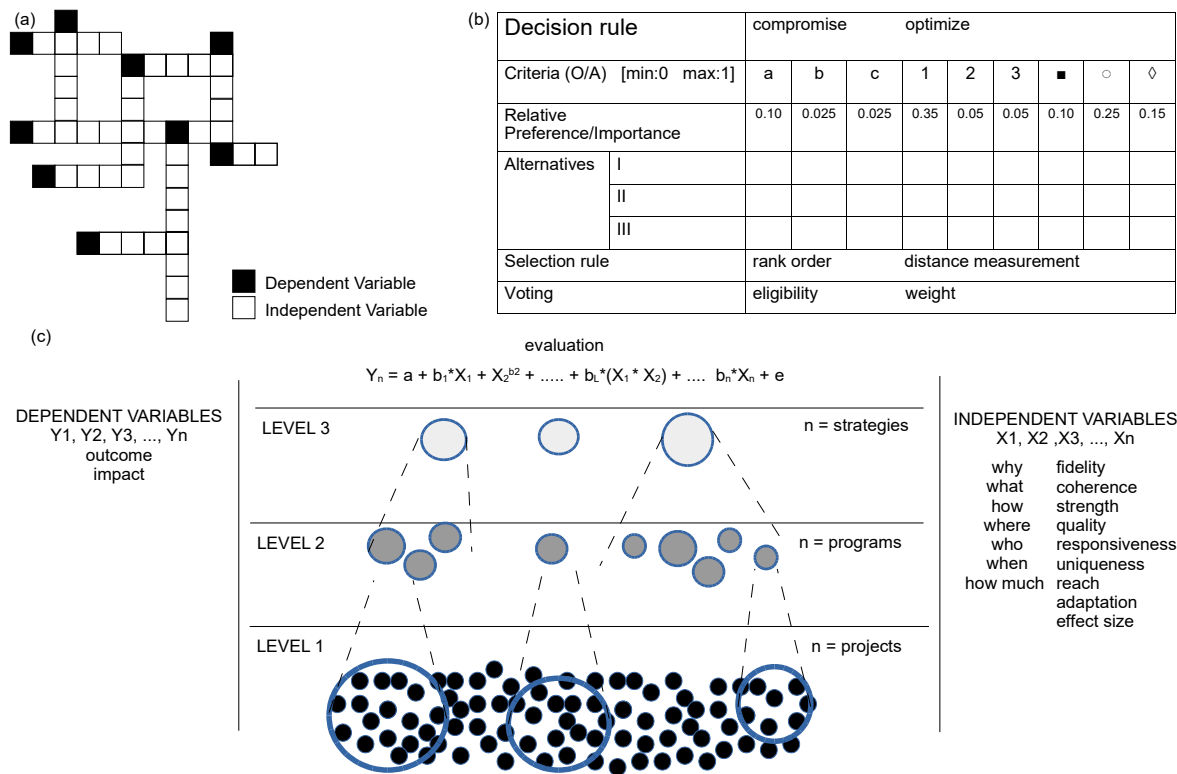 (a)
Dependent Variable
Independent Variable
(b)
Decision rule compromise optimize
Criteria (O/A) [min:0 max:1] a b c 1 2 3 ■ ○ ◊
Relative
Preference/Importance 0.10 0.025 0.025 0.35 0.05 0.05 0.10 0.25 0.15
Alternatives I
II
III
Selection rule rank order distance measurement
Voting eligibility weight
(c)
evaluation
Yn = a + b1*X1 + X2^b2 + ..... + bL*(X1 * X2) + .... bn*Xn + e
DEPENDENT VARIABLES
Y1, Y2, Y3, ..., Yn
outcome
impact
LEVEL 3 n = strategies
LEVEL 2 n = programs
LEVEL 1 n = projects
INDEPENDENT VARIABLES
X1, X2 ,X3, ..., Xn
why fidelity
what coherence
how strength
where quality
who responsiveness
when uniqueness
how much reach
adaptation
effect size